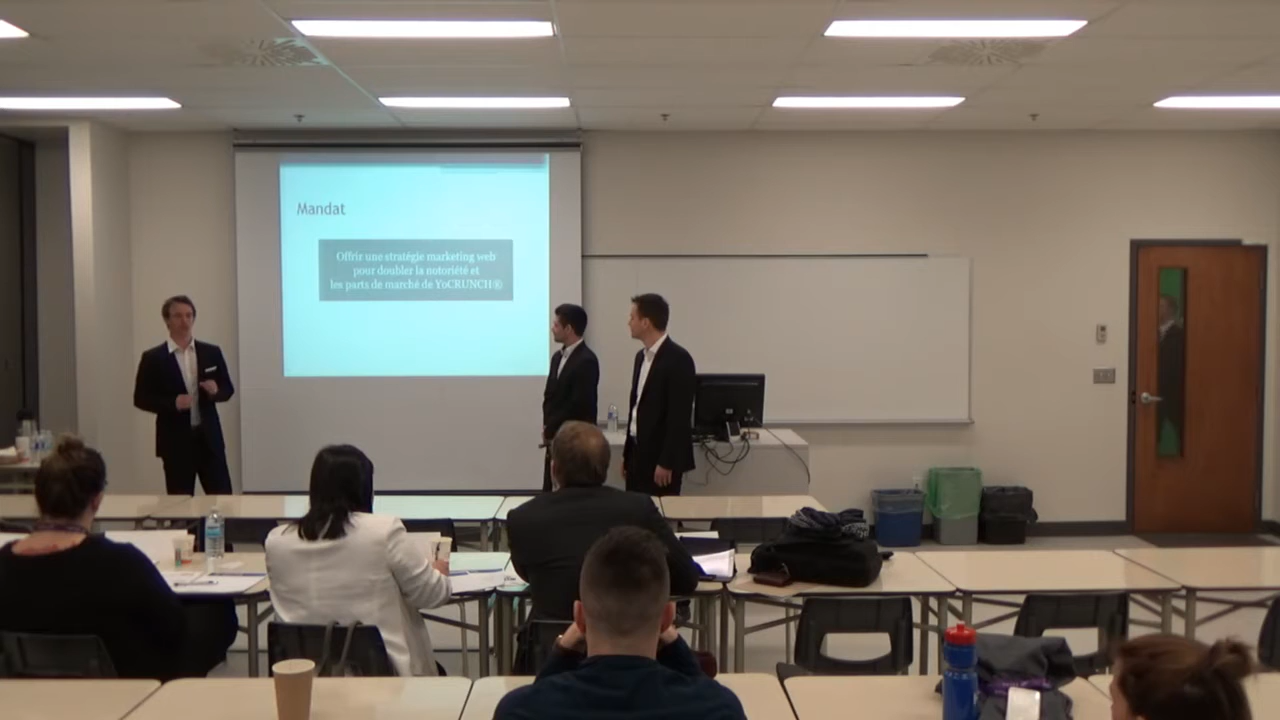 Mandat
Offrir une stratégie marketing web
pour doubler la notoriété et
les parts de marché de YoCRUNCH®